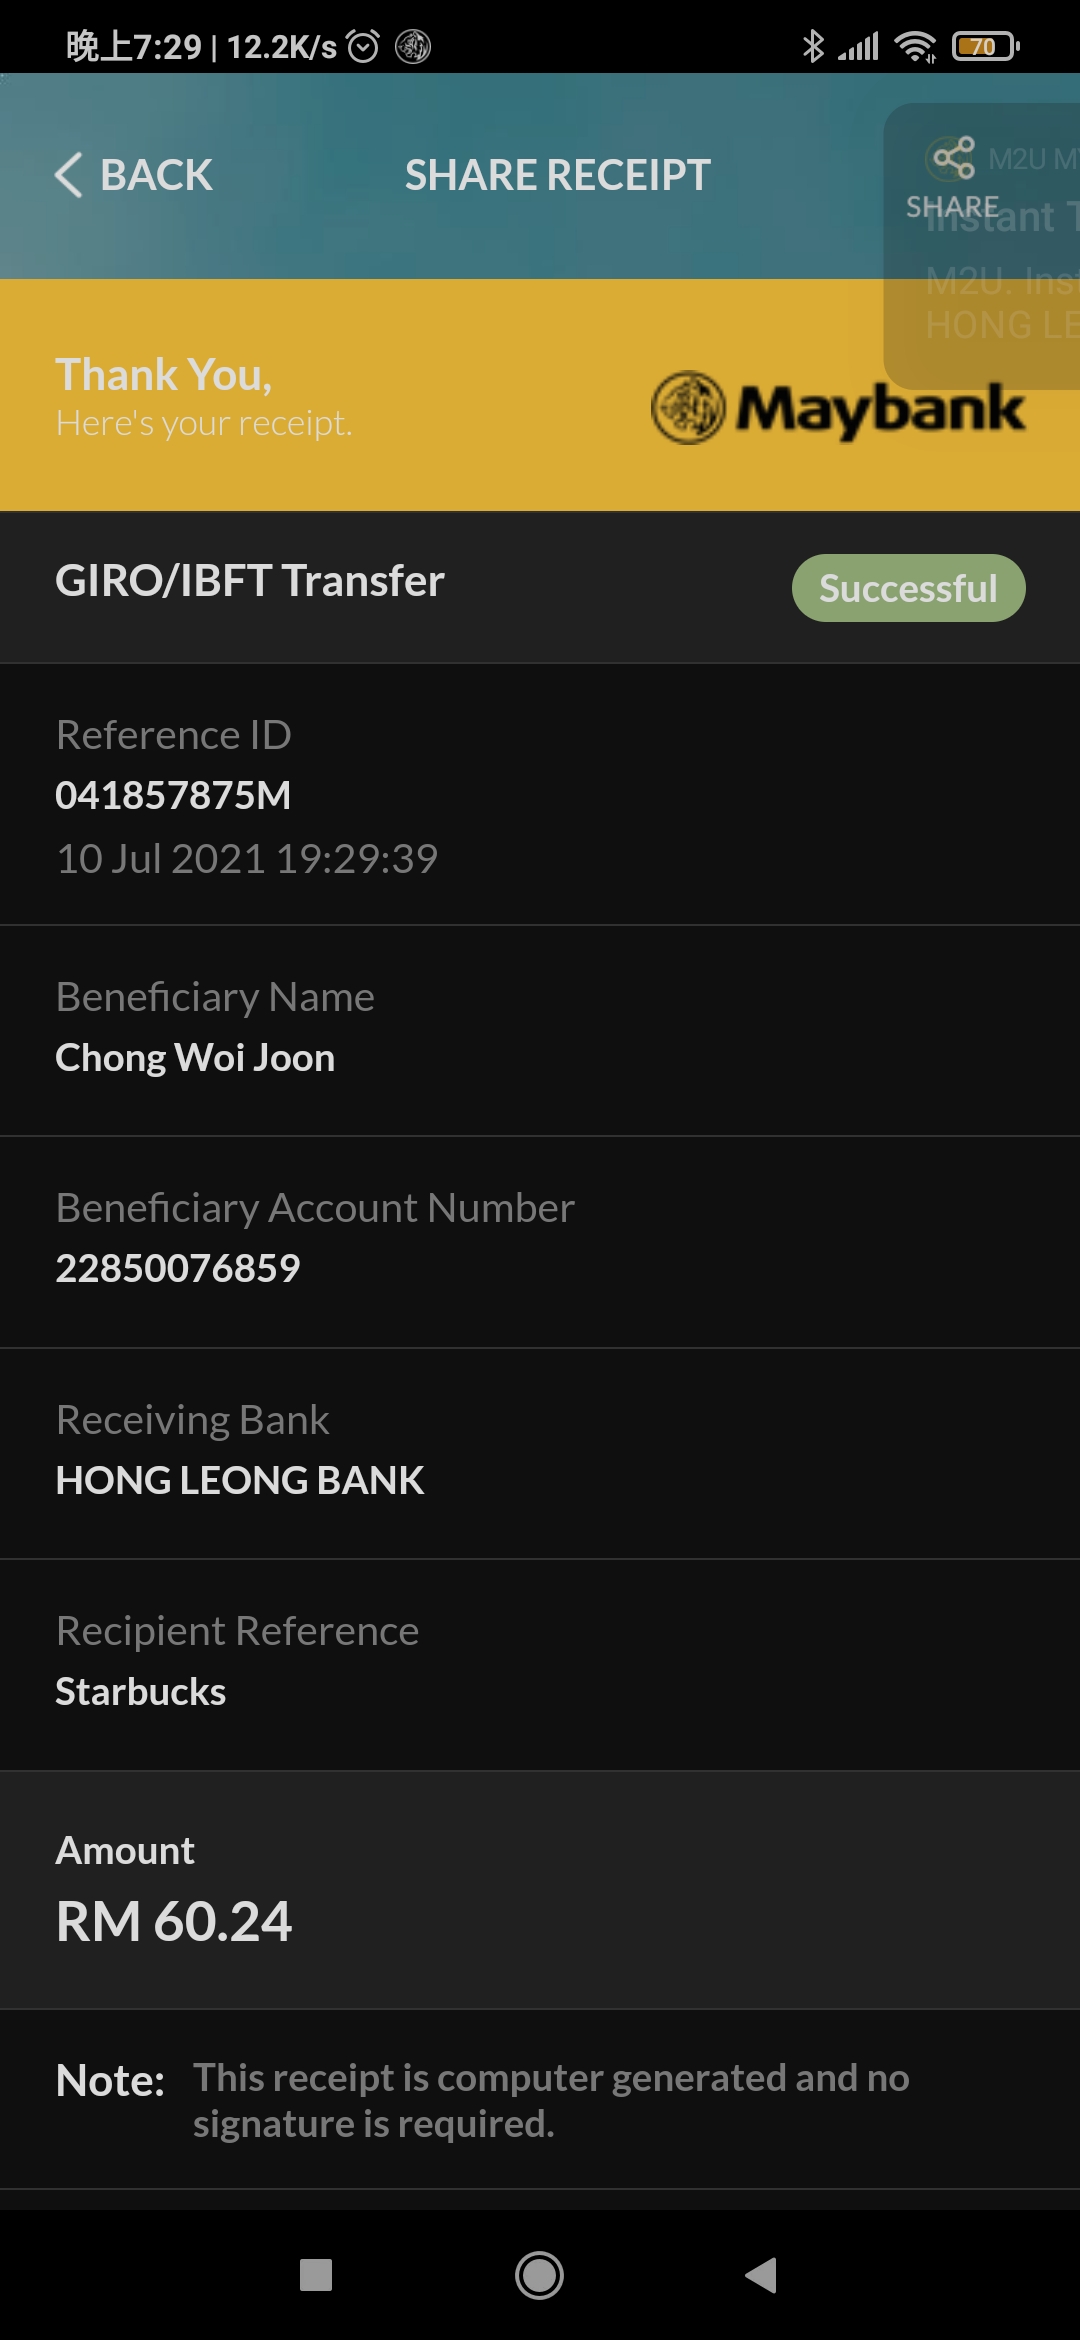 晚上7:29 | 12.2K/s
70
BACK
SHARE RECEIPT
SHARE
M2U M
Instant T
M2U. Inst
HONG LE
Thank You,
Here's your receipt.
Maybank
GIRO/IBFT Transfer
Successful
Reference ID
041857875M
10 Jul 2021 19:29:39
Beneficiary Name
Chong Woi Joon
Beneficiary Account Number
22850076859
Receiving Bank
HONG LEONG BANK
Recipient Reference
Starbucks
Amount
RM 60.24
Note: This receipt is computer generated and no
signature is required.